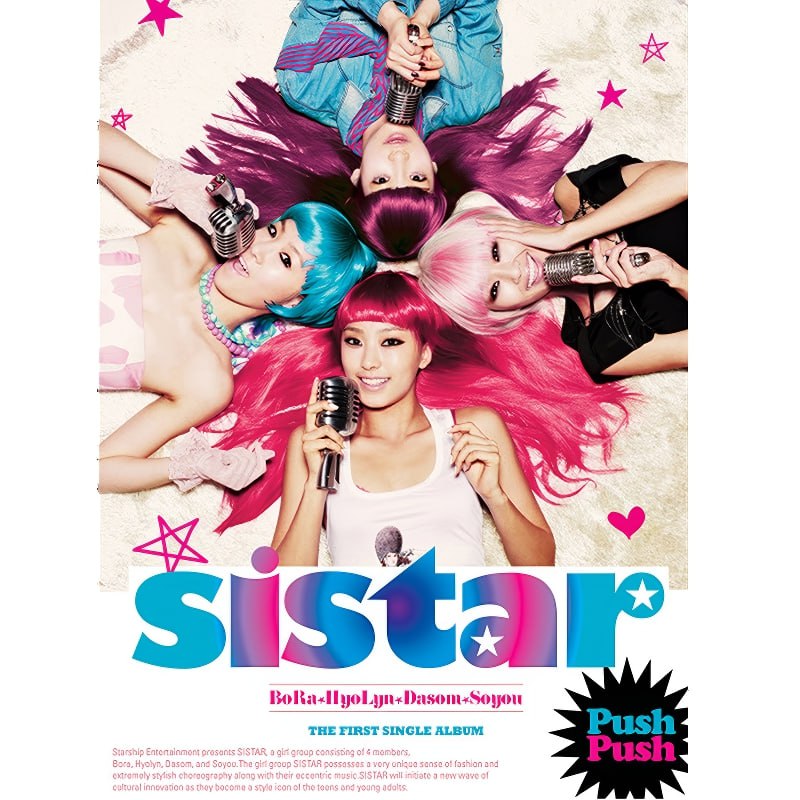 sistar
BoRa★HyoLyn★Dasom★Soyou
THE FIRST SINGLE ALBUM
Push
Push
Starship Entertainment presents SISTAR, a girl group consisting of 4 members,
Bora, Hyolyn, Dasom, and Soyou.The girl group SISTAR possesses a very unique sense of fashion and
extremely stylish choreography along with their eccentric music.SISTAR will initiate a new wave of
cultural innovation as they become a style icon of the teens and young adults.